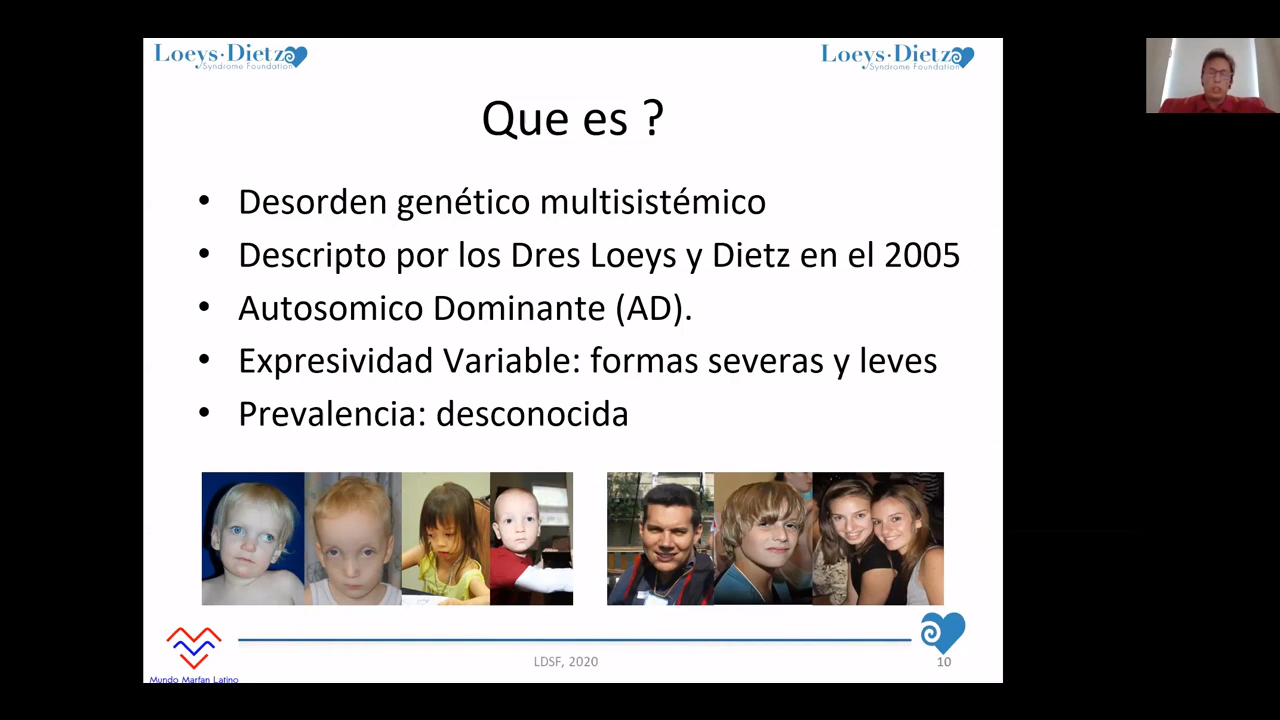 Loeys·Dietz
Syndrome Foundation
Loeys·Dietz
Syndrome Foundation
Que es ?
• Desorden genético multisistémico
• Descripto por los Dres Loeys y Dietz en el 2005
• Autosomico Dominante (AD).
• Expresividad Variable: formas severas y leves
• Prevalencia: desconocida
Mundo Marfan Latino
LDSF, 2020
10